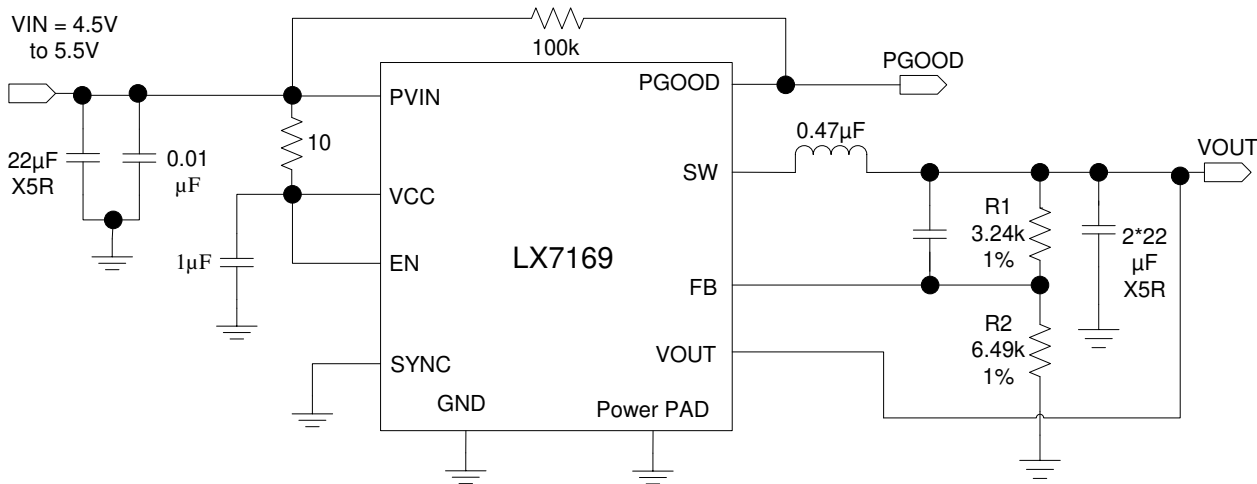 VIN = 4.5V
to 5.5V
100k
PGOOD
PVIN
PGOOD
10
0.47µF
VOUT
22µF
X5R
0.01
µF
SW
VCC
R1
3.24k
1%
2*22
µF
X5R
1µF
EN
LX7169
FB
R2
6.49k
1%
VOUT
SYNC
GND
Power PAD